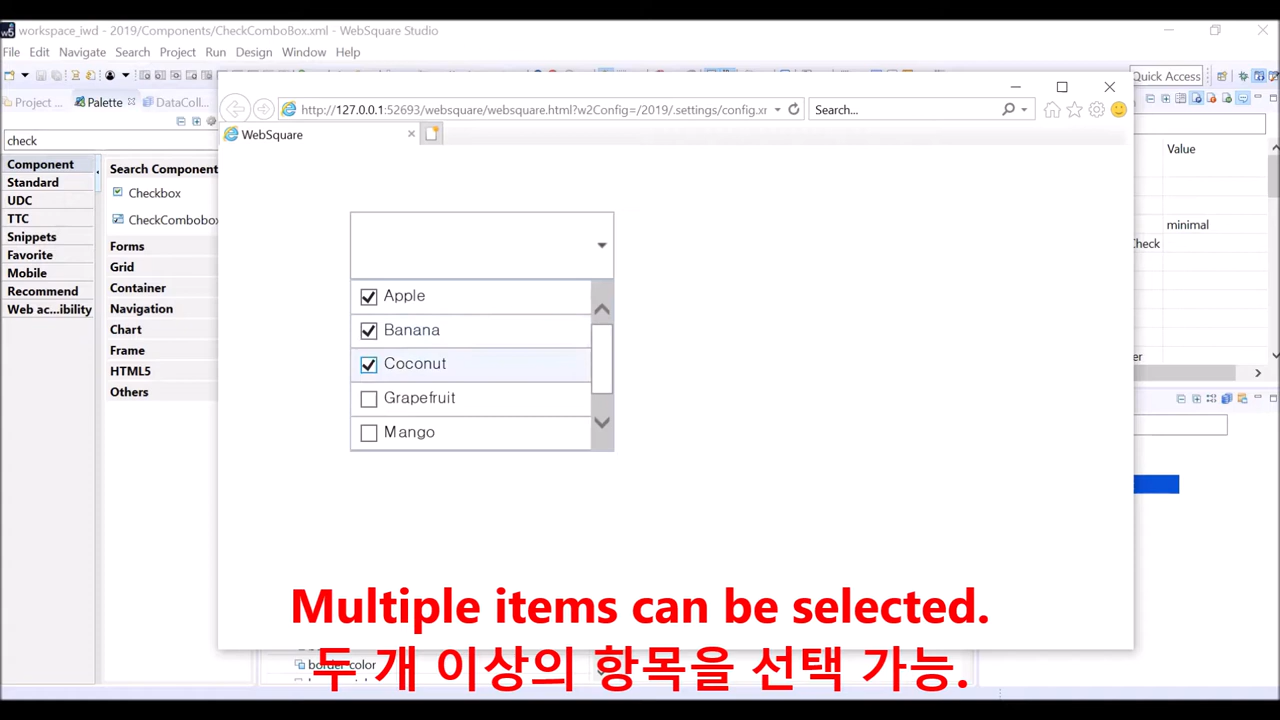 workspace_iwd - 2019/Components/CheckComboBox.xml - WebSquare Studio
File Edit Navigate Search Project Run Design Window Help
Quick Access
Project ... Palette DataColl...
check
Component
Standard
UDC
TTC
Snippets
Favorite
Mobile
Recommend
Web ac...ibility
Search Component
Checkbox
CheckCombobox
Forms
Grid
Container
Navigation
Chart
Frame
HTML5
Others
http://127.0.0.1:52693/websquare/websquare.html?w2Config=/2019/.settings/config.xr
Search...
WebSquare
Apple
Banana
Coconut
Grapefruit
Mango
Value
minimal
Check
er
Multiple items can be selected.
두 개 이상의 항목을 선택 가능.